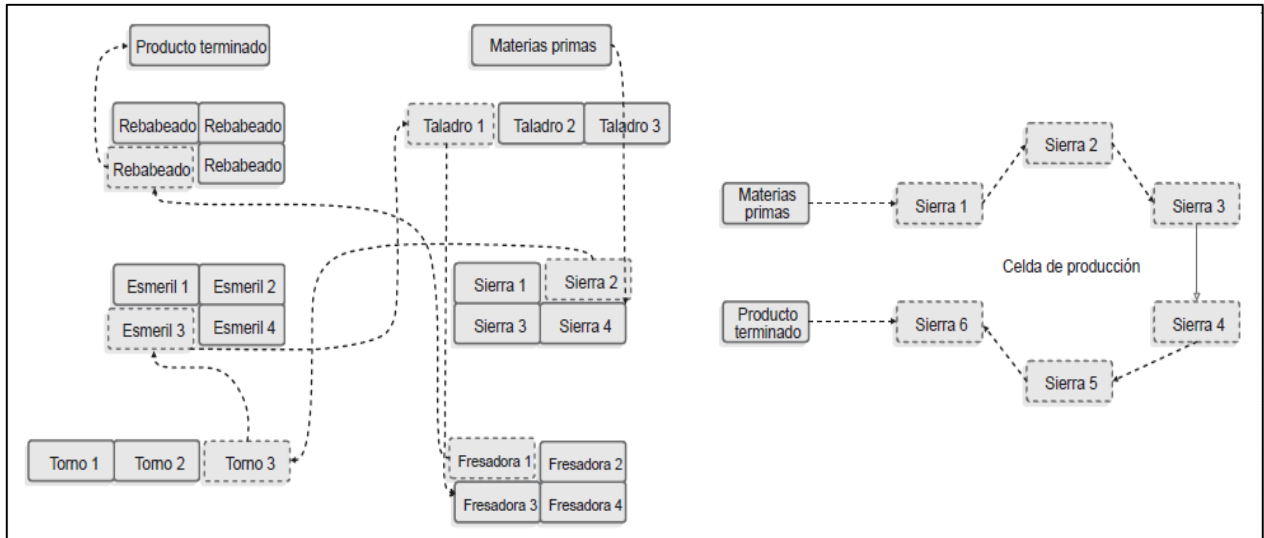 Producto terminado
Materias primas
Rebabeado Rebabeado
Rebabeado Rebabeado
Taladro 1 Taladro 2 Taladro 3
Esmeril 1 Esmeril 2
Esmeril 3 Esmeril 4
Sierra 1 Sierra 2
Sierra 3 Sierra 4
Torno 1 Torno 2 Torno 3
Fresadora 1 Fresadora 2
Fresadora 3 Fresadora 4
Materias
primas
Sierra 1
Sierra 2
Sierra 3
Celda de producción
Producto
terminado
Sierra 6
Sierra 4
Sierra 5